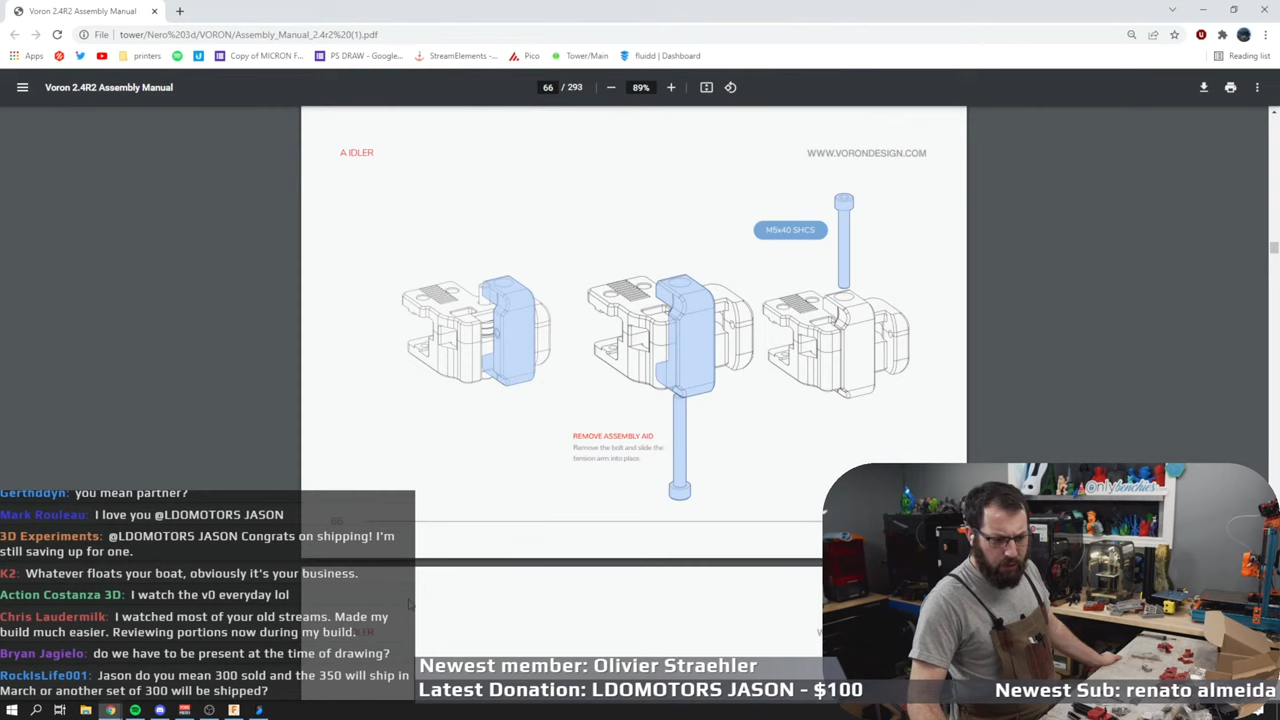 Voron 2.4R2 Assembly Manual
File
tower/Nero%203d/VORON/Assembly_Manual_2.4r2%20(1).pdf
Apps
printers
Copy of MICRON F...
PS DRAW - Google...
StreamElements -...
Pico
Tower/Main
fluidd | Dashboard
Reading list
Voron 2.4R2 Assembly Manual
66 / 293
89%
A IDLER
WWW.VORONDESIGN.COM
M5x40 SHCS
REMOVE ASSEMBLY AID
Remove the bolt and slide the
tension arm into place.
66
Gerthddyn: you mean partner?
Mark Rouleau: I love you @LDOMOTORS JASON
3D Experiments: @LDOMOTORS JASON Congrats on shipping! I'm
still saving up for one.
K2: Whatever floats your boat, obviously it's your business.
Action Costanza 3D: I watch the v0 everyday lol
Chris Laudermilk: I watched most of your old streams. Made my
build much easier. Reviewing portions now during my build.
Bryan Jagielo: do we have to be present at the time of drawing?
RockIsLife001: Jason do you mean 300 sold and the 350 will ship in
March or another set of 300 will be shipped?
@onlybenchies
Newest member: Olivier Straehler
Latest Donation: LDOMOTORS JASON - $100
Newest Sub: renato almeida